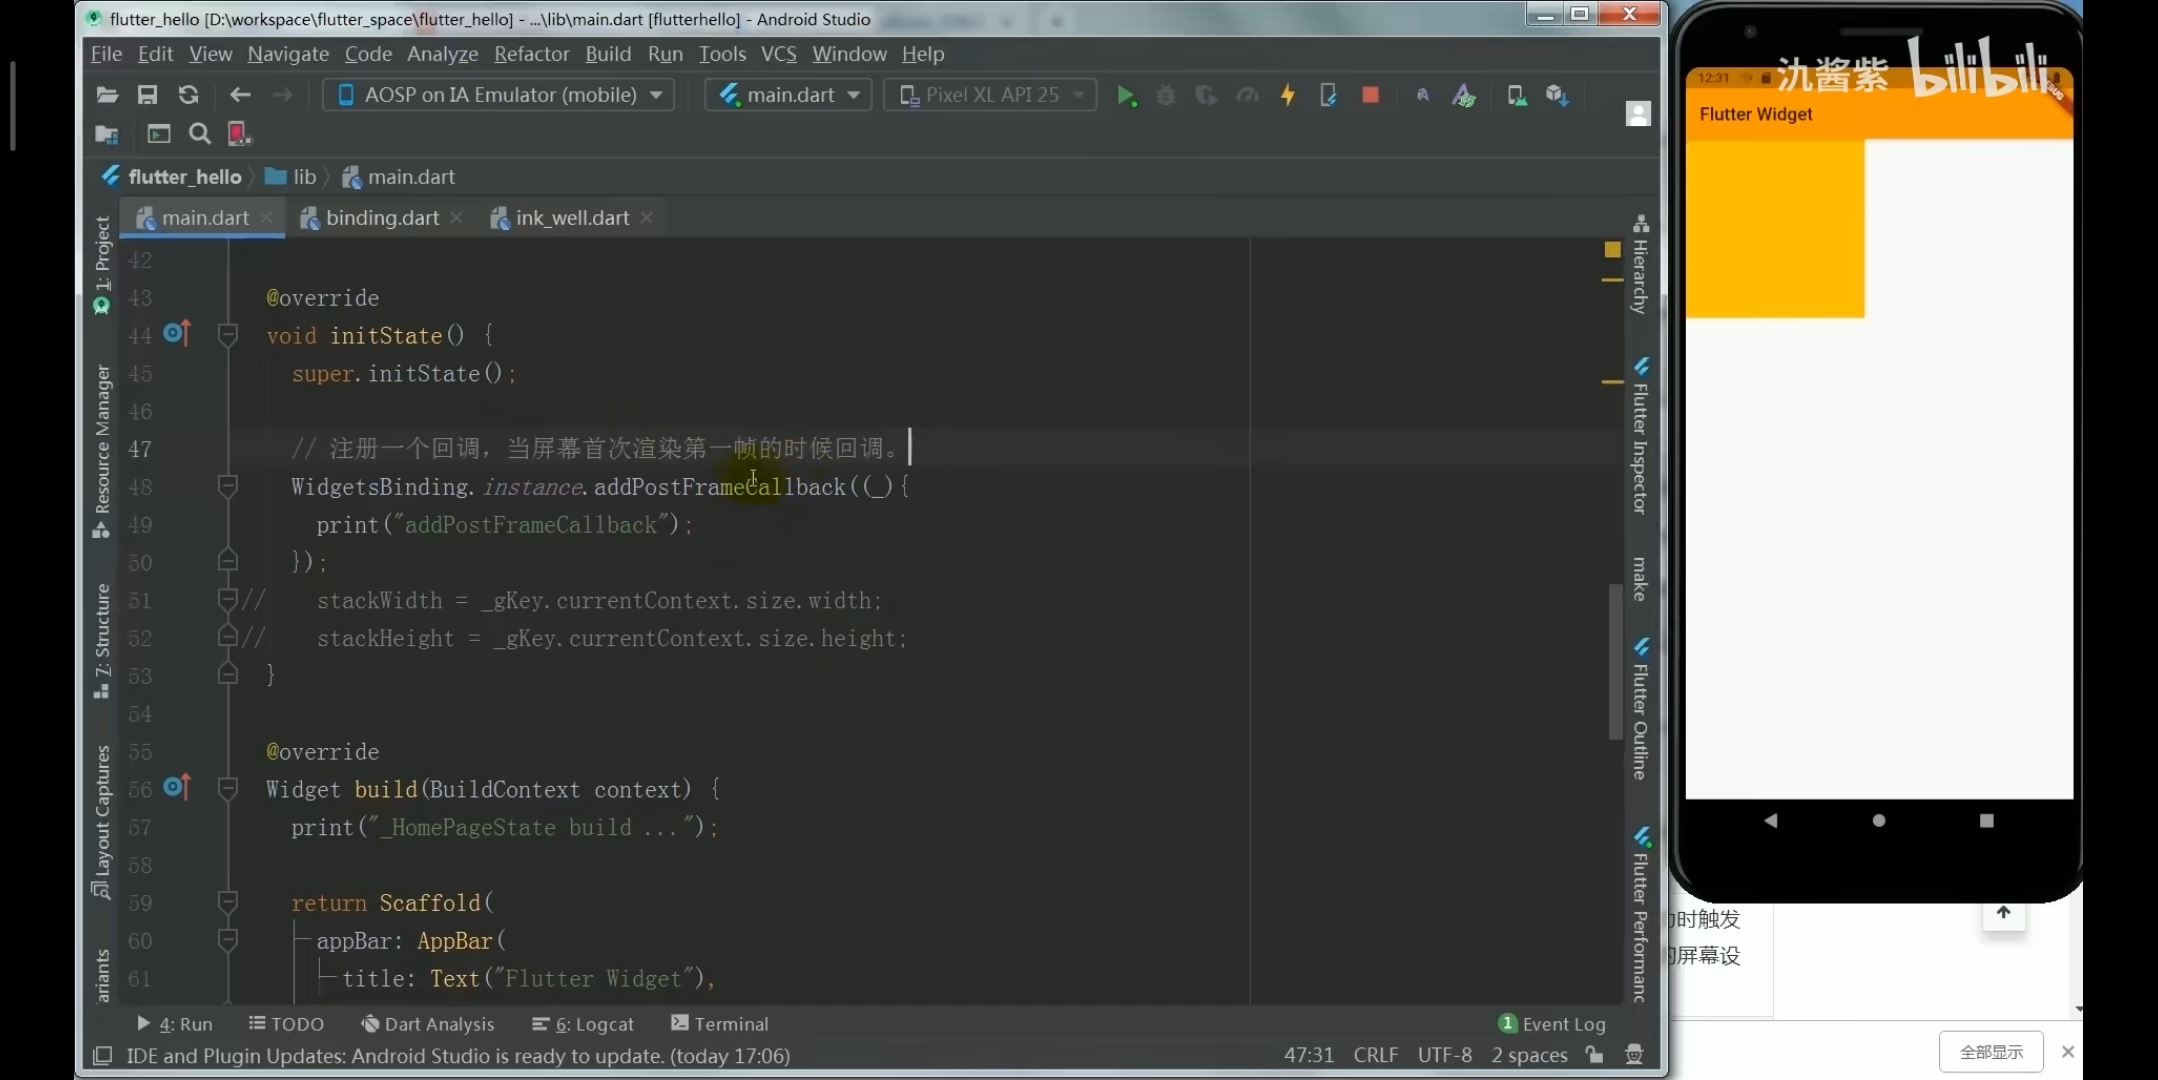 flutter_hello [D:\workspace\flutter_space\flutter_hello] - ...\lib\main.dart [flutterhello] - Android Studio
File Edit View Navigate Code Analyze Refactor Build Run Tools VCS Window Help
AOSP on IA Emulator (mobile) main.dart Pixel XL API 25
flutter_hello lib main.dart
main.dart binding.dart ink_well.dart
42
43 @override
44 void initState() {
45 super.initState();
46
47 // 注册一个回调，当屏幕首次渲染第一帧的时候回调。
48 WidgetsBinding.instance.addPostFrameCallback((_){
49 print("addPostFrameCallback");
50 });
51 // stackWidth = _gKey.currentContext.size.width;
52 // stackHeight = _gKey.currentContext.size.height;
53 }
54
55 @override
56 Widget build(BuildContext context) {
57 print("_HomePageState build ...");
58
59 return Scaffold(
60 appBar: AppBar(
61 title: Text("Flutter Widget"),
1: Project
Resource Manager
7: Structure
Layout Captures
ariants
Hierarchy
Flutter Inspector
make
Flutter Outline
Flutter Performanc
4: Run TODO Dart Analysis 6: Logcat Terminal 1 Event Log
IDE and Plugin Updates: Android Studio is ready to update. (today 17:06) 47:31 CRLF UTF-8 2 spaces
12:31
氿酱紫 bilibili
Flutter Widget
时触发
屏幕设
全部显示